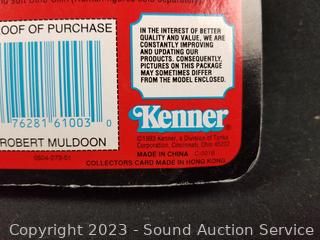 OOF OF PURCHASE
76281 61003 0
ROBERT MULDOON
0504-273-51
IN THE INTEREST OF BETTER
QUALITY AND VALUE, WE ARE
CONSTANTLY IMPROVING
AND UPDATING OUR
PRODUCTS. CONSEQUENTLY,
PICTURES ON THIS PACKAGE
MAY SOMETIMES DIFFER
FROM THE MODEL ENCLOSED.
Kenner
©1993 Kenner, a Division of Tonka
Corporation, Cincinnati, Ohio 45202
MADE IN CHINA
COLLECTORS CARD MADE IN HONG KONG
Copyright © 2023 - Sound Auction Service